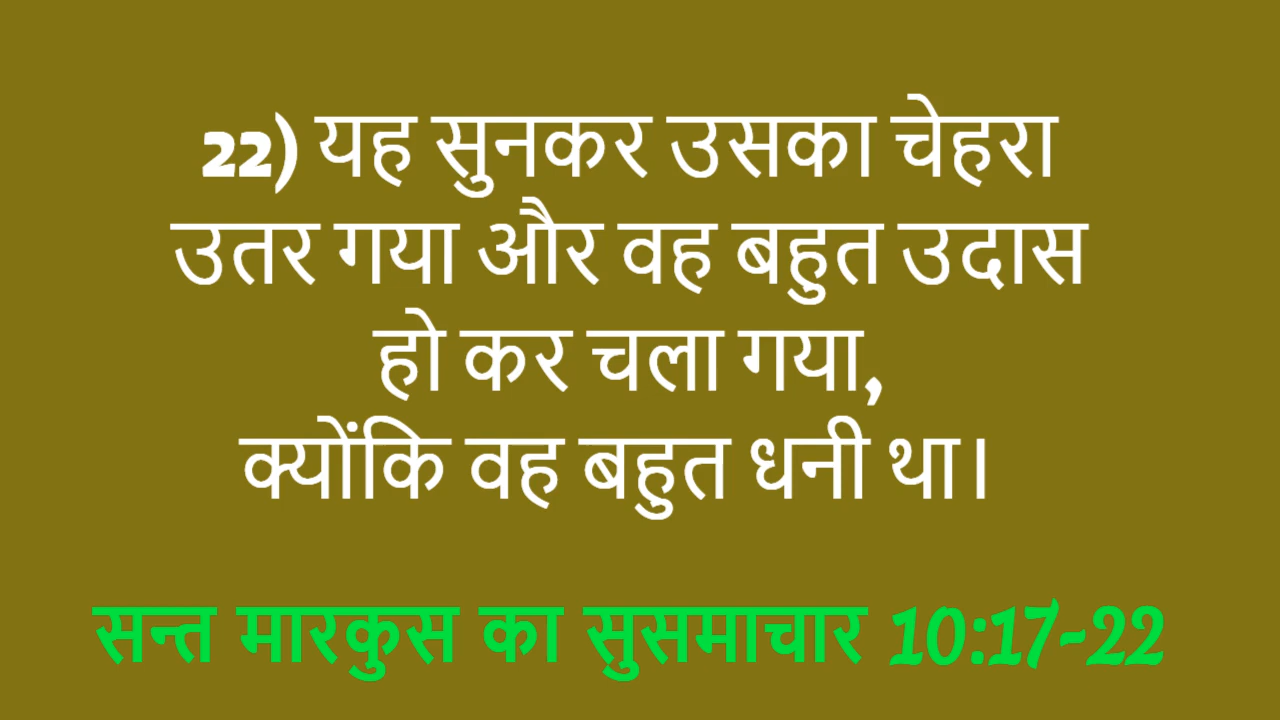 22) यह सुनकर उसका चेहरा
उतर गया और वह बहुत उदास
हो कर चला गया,
क्योंकि वह बहुत धनी था।
सन्त मारकुस का सुसमाचार 10:17-22